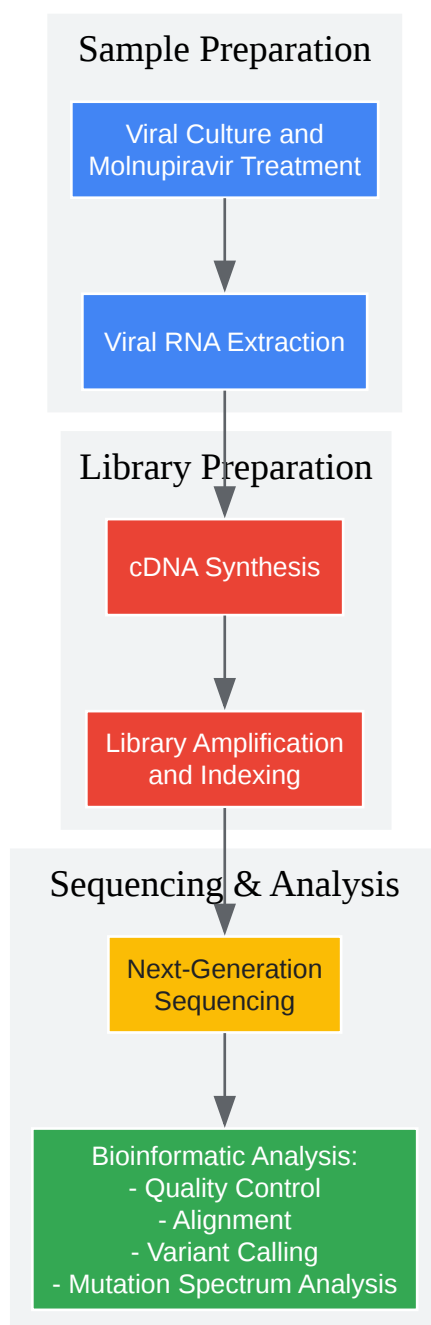 Sample Preparation
Viral Culture and
Molnupiravir Treatment
Viral RNA Extraction
Library Preparation
cDNA Synthesis
Library Amplification
and Indexing
Sequencing & Analysis
Next-Generation
Sequencing
Bioinformatic Analysis:
- Quality Control
- Alignment
- Variant Calling
- Mutation Spectrum Analysis